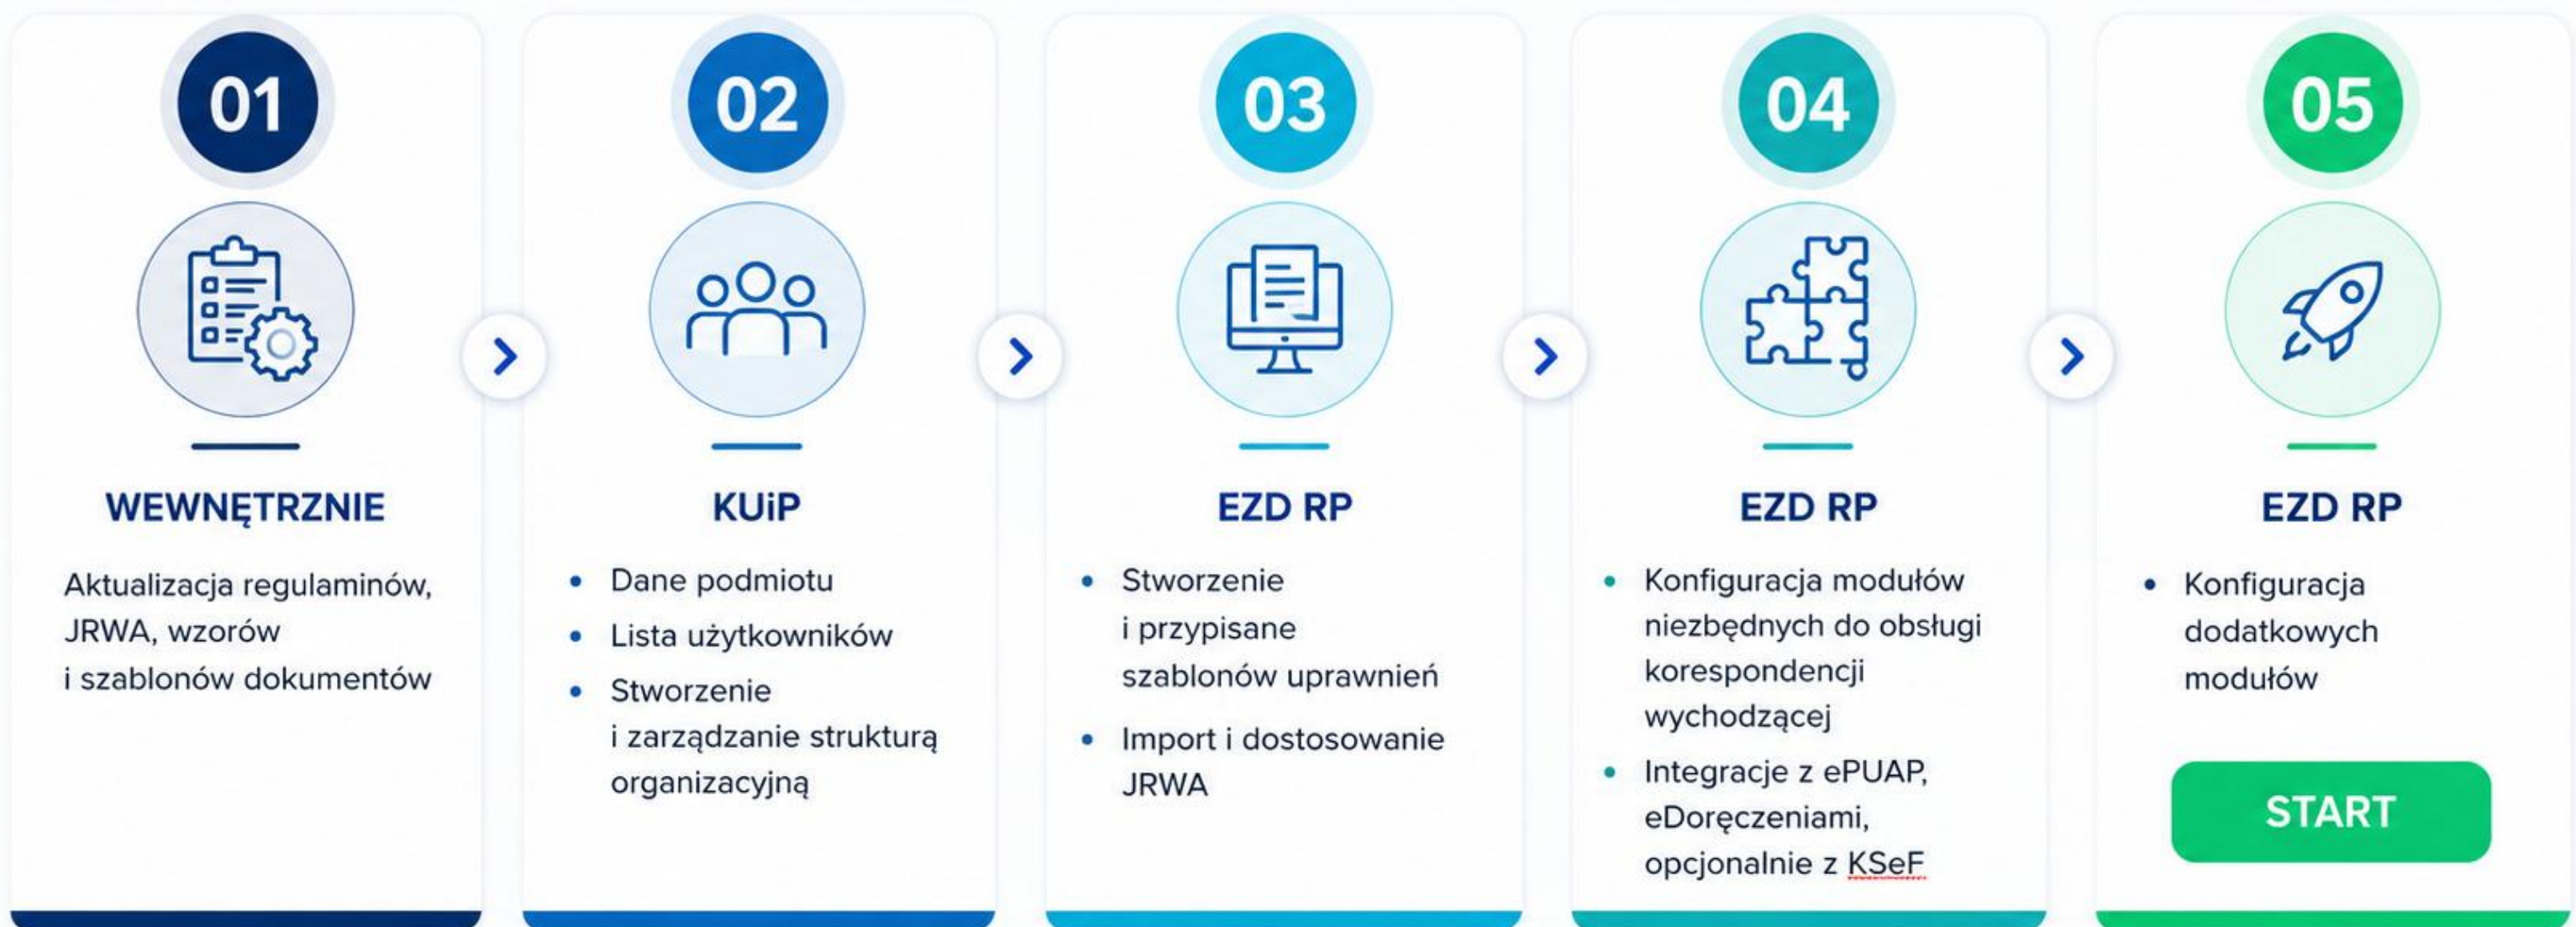 01
WEWNĘTRZNIE
Aktualizacja regulaminów,
JRWA, wzorów
i szablonów dokumentów
02
KUiP
• Dane podmiotu
• Lista użytkowników
• Stworzenie
i zarządzanie strukturą
organizacyjną
03
EZD RP
• Stworzenie
i przypisane
szablonów uprawnień
• Import i dostosowanie
JRWA
04
EZD RP
• Konfiguracja modułów
niezbędnych do obsługi
korespondencji
wychodzącej
• Integracje z ePUAP,
eDoręczeniami,
opcjonalnie z KSeF
05
EZD RP
• Konfiguracja
dodatkowych
modułów
START